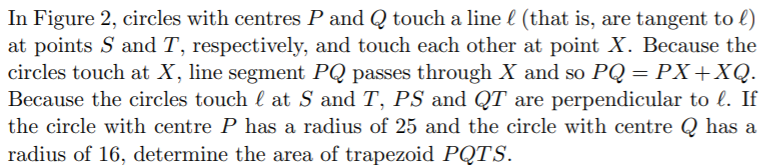 In Figure 2, circles with centres P and Q touch a line ℓ (that is, are tangent to ℓ)
at points S and T, respectively, and touch each other at point X. Because the
circles touch at X, line segment PQ passes through X and so PQ = PX + XQ.
Because the circles touch ℓ at S and T, PS and QT are perpendicular to ℓ. If
the circle with centre P has a radius of 25 and the circle with centre Q has a
radius of 16, determine the area of trapezoid PQTS.